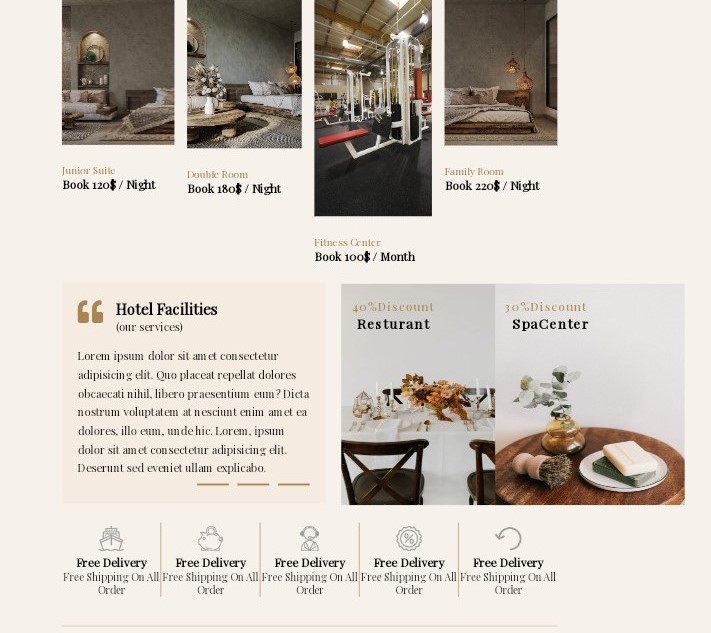 Junior Suite
Book 120$ / Night
Double Room
Book 180$ / Night
Fitness Center
Book 100$ / Month
Family Room
Book 220$ / Night
Hotel Facilities
(our services)
Lorem ipsum dolor sit amet consectetur
adipisicing elit. Quo placeat repellat dolores
obcaecati nihil, libero praesentium eum? Dicta
nostrum voluptatem at nesciunt enim amet ea
dolores, illo eum, unde hic. Lorem, ipsum
dolor sit amet consectetur adipisicing elit.
Deserunt sed eveniet ullam explicabo.
40%Discount
Resturant
30%Discount
SpaCenter
Free Delivery
Free Shipping On All
Order
Free Delivery
Free Shipping On All
Order
Free Delivery
Free Shipping On All
Order
Free Delivery
Free Shipping On All
Order
Free Delivery
Free Shipping On All
Order